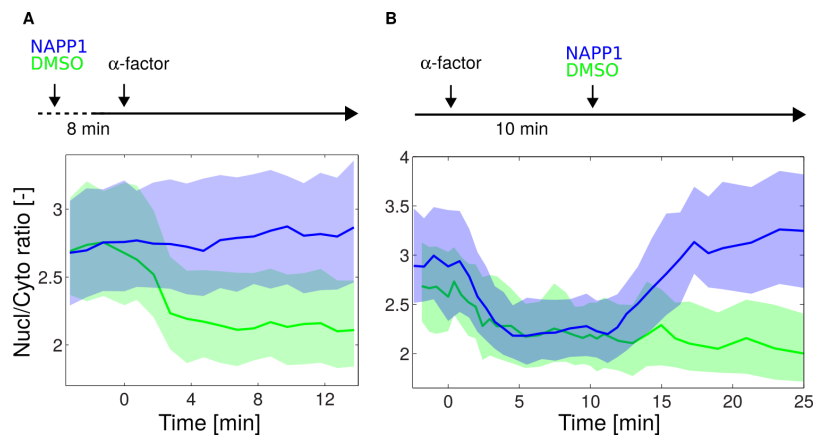 A
NAPP1
DMSO
α-factor
8 min
Nucl/Cyto ratio [-]
3
2.5
2
0
4
8
12
Time [min]
B
α-factor
NAPP1
DMSO
10 min
4
3.5
3
2.5
2
0
5
10
15
20
25
Time [min]